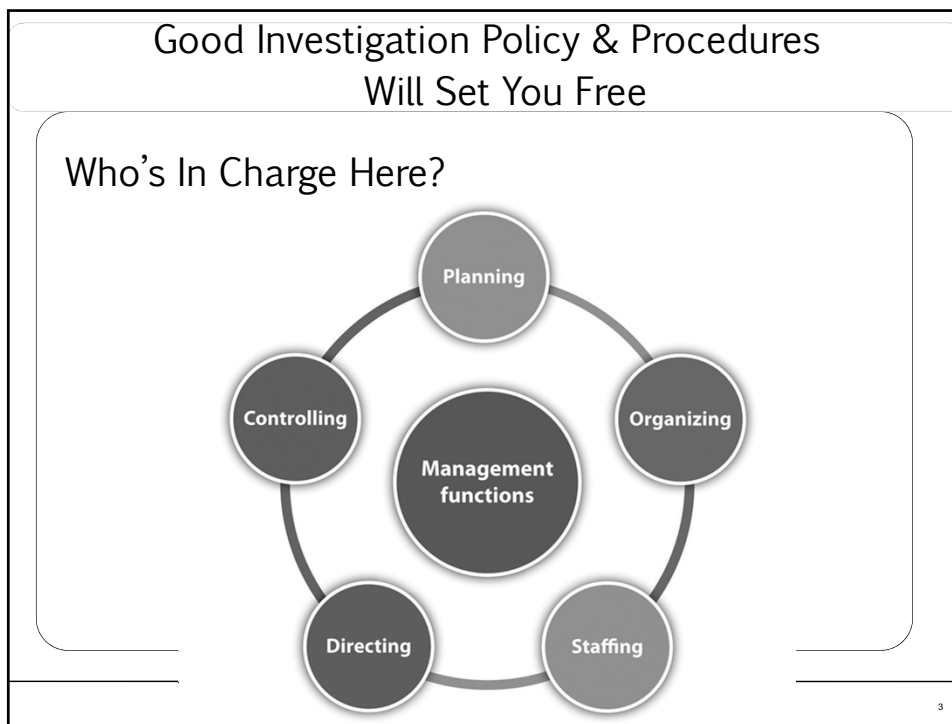 Good Investigation Policy & Procedures
Will Set You Free
Who's In Charge Here?
Planning
Organizing
Staffing
Directing
Controlling
Management
functions
3